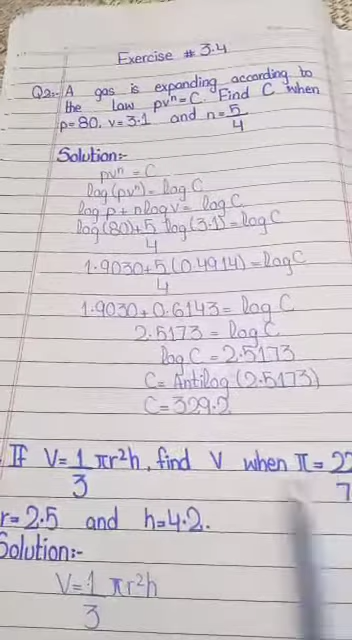 Exercise # 3.4
Q2:- A gas is expanding according to
the law pvⁿ=C. Find C when
p=80, v=3.1 and n=5/4
Solution:-
pvⁿ = C
log(pvⁿ)= log C
log p + n log v = log C
log(80)+5/4 log(3.1)= log C
1.9030+5/4(0.4914)= log C
1.9030+0.6143= log C
2.5173 = log C
log C = 2.5173
C= Antilog (2.5173)
C=329.2
If V=1/3 πr²h, find V when π=22/7
r=2.5 and h=4.2.
Solution:-
V=1/3 πr²h